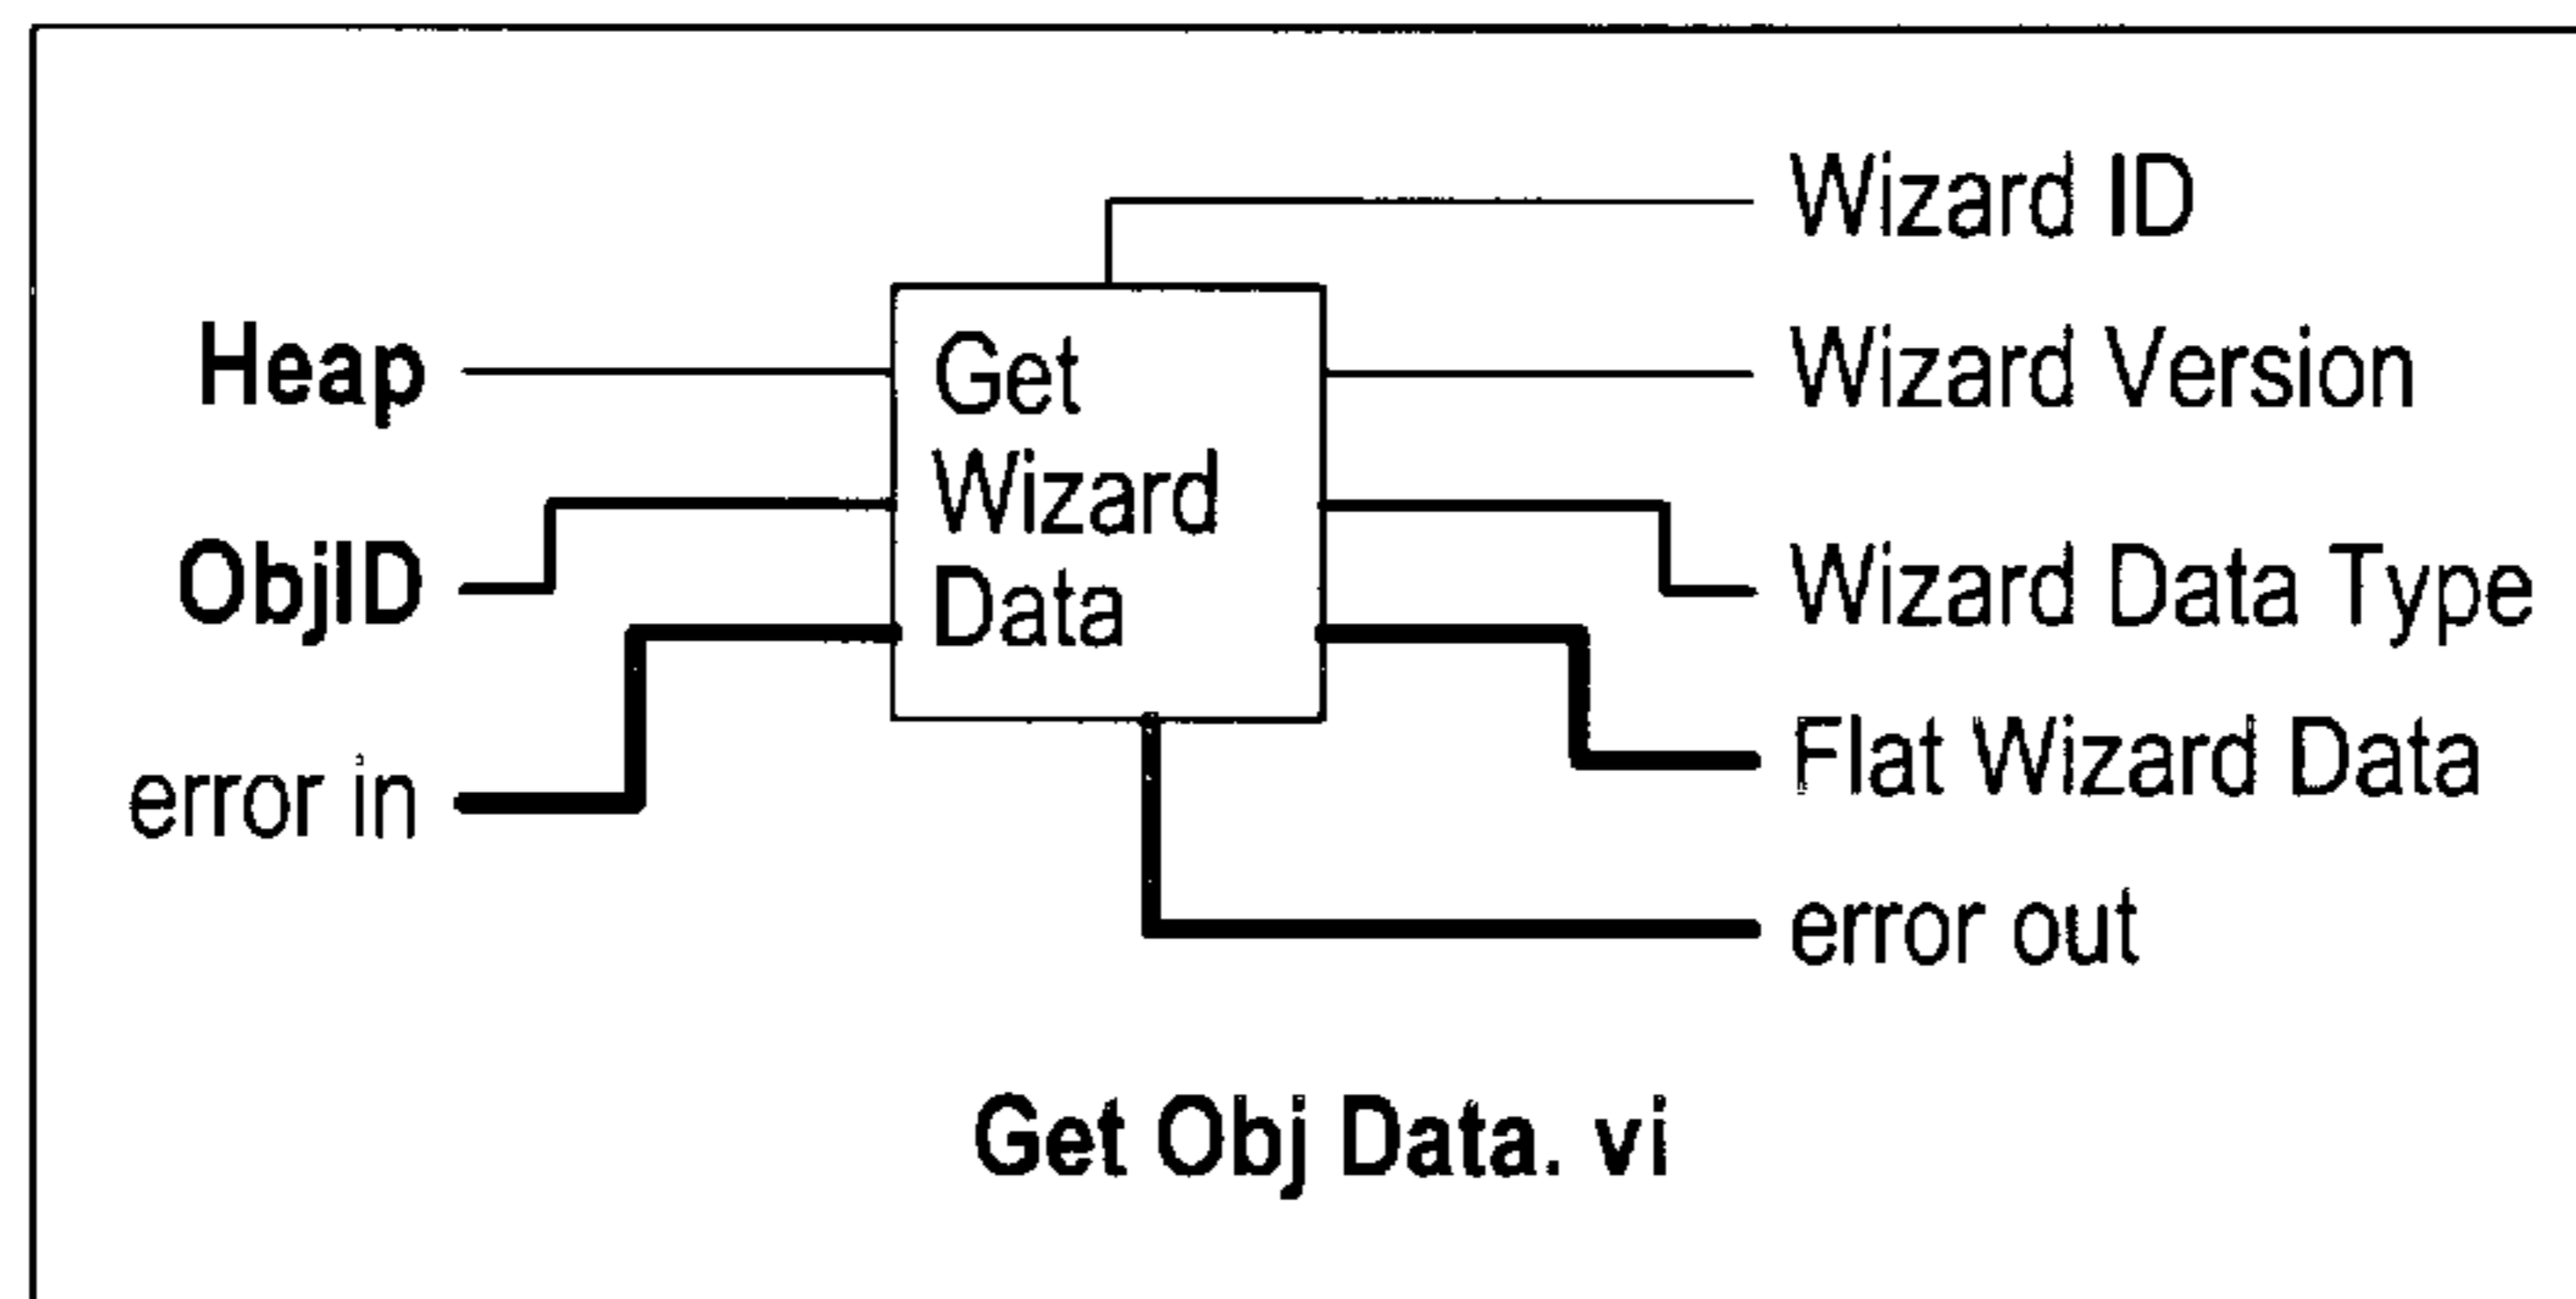 Wizard ID
Heap
Get
Wizard Version
Wizard
ObjID
Data
Wizard Data Type
error in
Flat Wizard Data
error out
Get Obj Data. vi